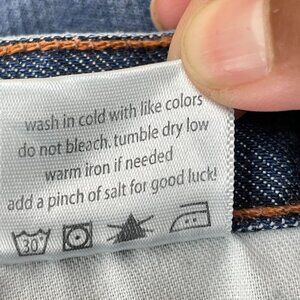 wash in cold with like colors
do not bleach. tumble dry low
warm iron if needed
add a pinch of salt for good luck!
30°